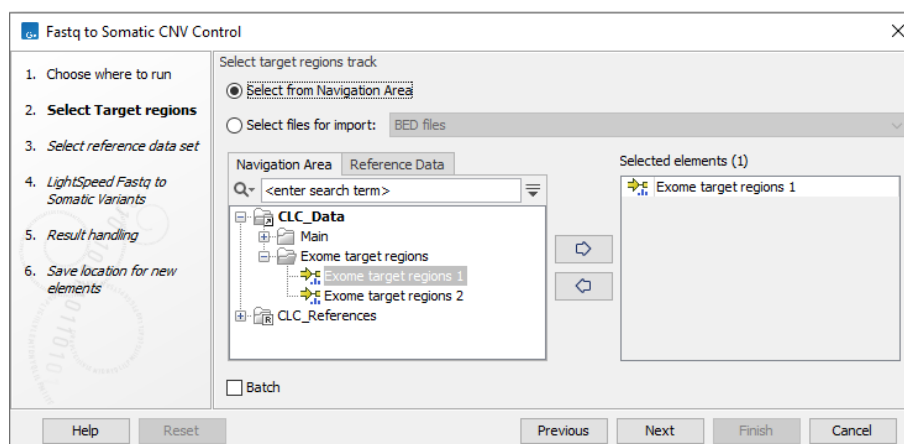 Fastq to Somatic CNV Control
1. Choose where to run
2. Select Target regions
3. Select reference data set
4. LightSpeed Fastq to
Somatic Variants
5. Result handling
6. Save location for new
elements
Select target regions track
Select from Navigation Area
Select files for import: BED files
Navigation Area Reference Data
<enter search term>
CLC_Data
Main
Exome target regions
Exome target regions 1
Exome target regions 2
CLC_References
Selected elements (1)
Exome target regions 1
Batch
Help Reset Previous Next Finish Cancel